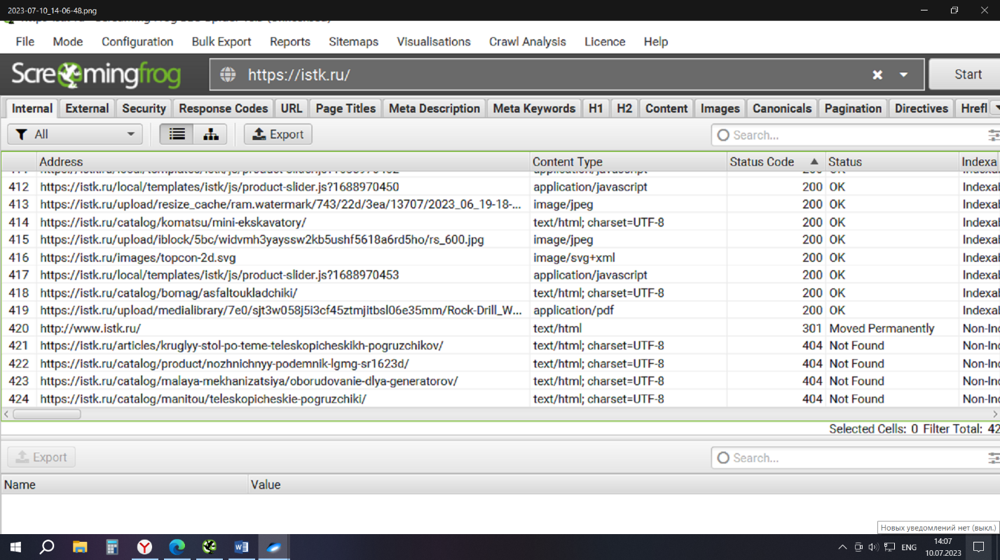 2023-07-10_14-06-48.png
File Mode Configuration Bulk Export Reports Sitemaps Visualisations Crawl Analysis Licence Help
Screamingfrog https://istk.ru/ Start
Internal External Security Response Codes URL Page Titles Meta Description Meta Keywords H1 H2 Content Images Canonicals Pagination Directives Hrefl
All Export Search...
Address Content Type Status Code Status Indexa
412 https://istk.ru/local/templates/istk/js/product-slider.js?1688970450 application/javascript 200 OK Indexal
413 https://istk.ru/upload/resize_cache/ram.watermark/743/22d/3ea/13707/2023_06_19-18-... image/jpeg 200 OK Indexal
414 https://istk.ru/catalog/komatsu/mini-ekskavatory/ text/html; charset=UTF-8 200 OK Indexal
415 https://istk.ru/upload/iblock/5bc/widvmh3yayssw2kb5ushf5618a6rd5ho/rs_600.jpg image/jpeg 200 OK Indexal
416 https://istk.ru/images/topcon-2d.svg image/svg+xml 200 OK Indexal
417 https://istk.ru/local/templates/istk/js/product-slider.js?1688970453 application/javascript 200 OK Indexal
418 https://istk.ru/catalog/bomag/asfaltoukladchiki/ text/html; charset=UTF-8 200 OK Indexal
419 https://istk.ru/upload/medialibrary/7e0/sjt3w058j5i3cf45ztmjitbsl06e35mm/Rock-Drill_W... application/pdf 200 OK Indexal
420 http://www.istk.ru/ text/html 301 Moved Permanently Non-Ind
421 https://istk.ru/articles/kruglyy-stol-po-teme-teleskopicheskikh-pogruzchikov/ text/html; charset=UTF-8 404 Not Found Non-Ind
422 https://istk.ru/catalog/product/nozhnichnyy-podemnik-lgmg-sr1623d/ text/html; charset=UTF-8 404 Not Found Non-Ind
423 https://istk.ru/catalog/malaya-mekhanizatsiya/oborudovanie-dlya-generatorov/ text/html; charset=UTF-8 404 Not Found Non-Ind
424 https://istk.ru/catalog/manitou/teleskopicheskie-pogruzchiki/ text/html; charset=UTF-8 404 Not Found Non-Ind
Selected Cells: 0 Filter Total: 42
Export Search...
Name Value
Новых уведомлений нет (выкл.)
ENG 14:07
10.07.2023